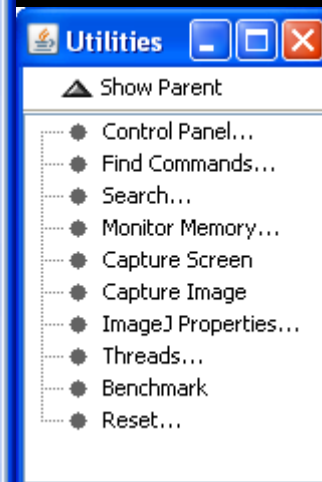 Utilities
Show Parent
Control Panel...
Find Commands...
Search...
Monitor Memory...
Capture Screen
Capture Image
ImageJ Properties...
Threads...
Benchmark
Reset...